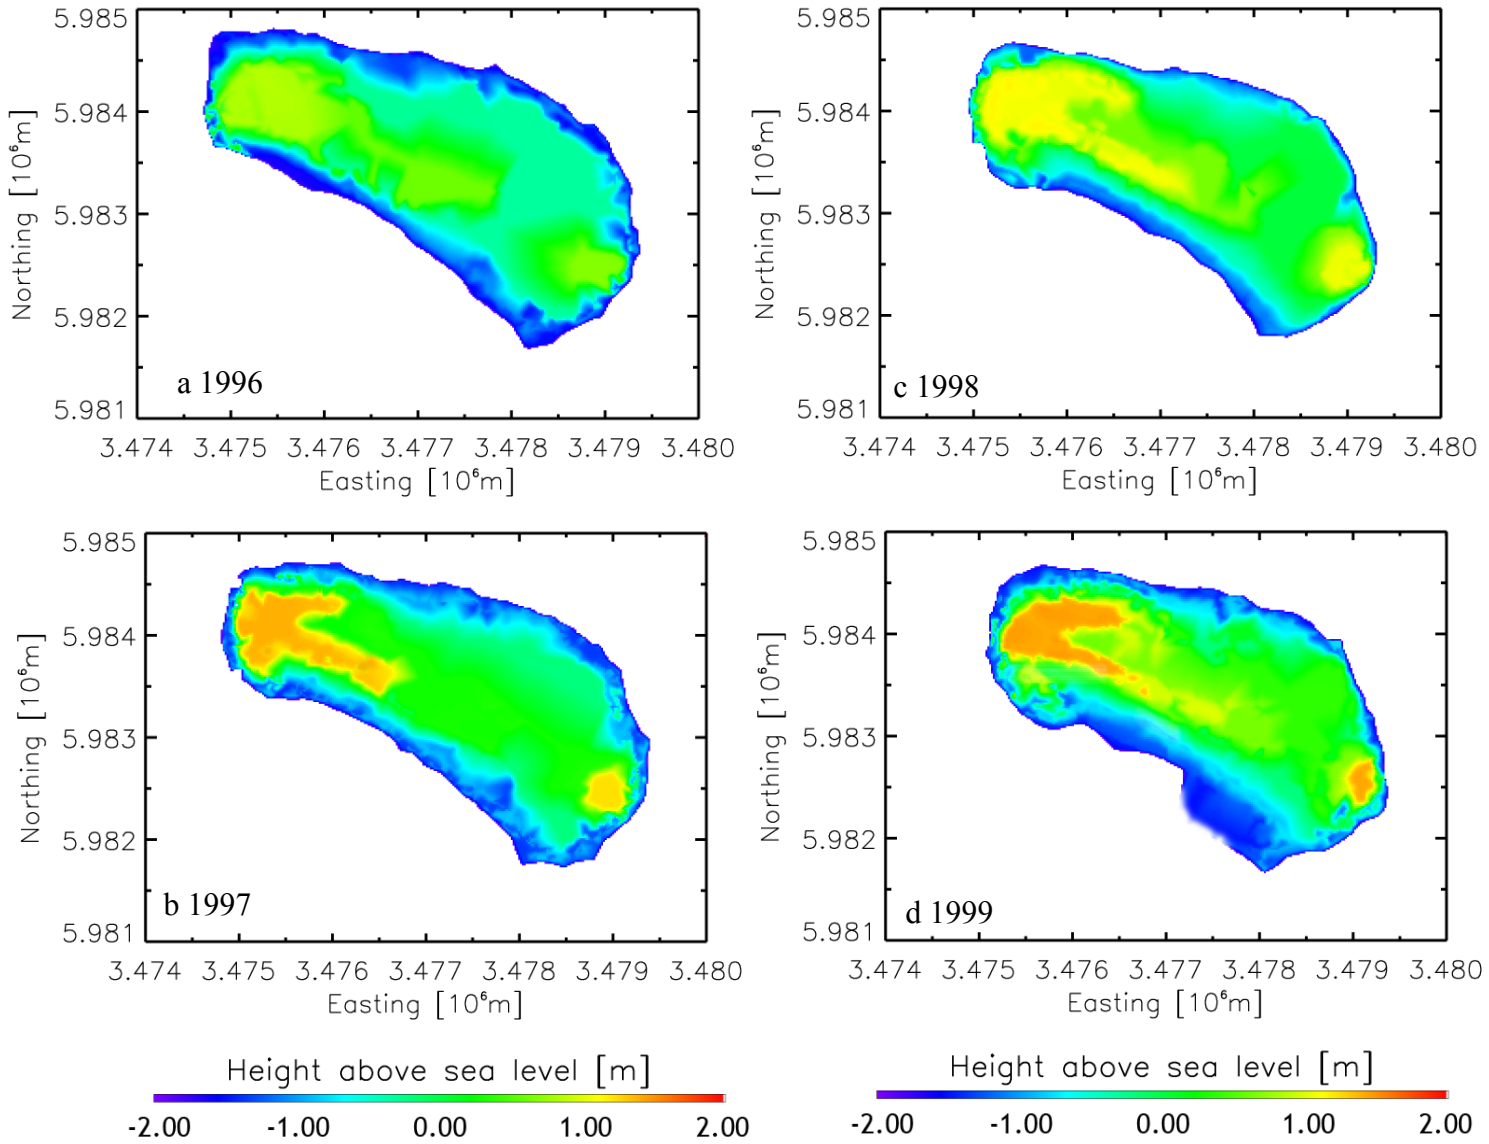 5.985
5.984
5.983
5.982
5.981
Northing [10⁶m]
a 1996
3.474 3.475 3.476 3.477 3.478 3.479 3.480
Easting [10⁶m]
5.985
5.984
5.983
5.982
5.981
Northing [10⁶m]
c 1998
3.474 3.475 3.476 3.477 3.478 3.479 3.480
Easting [10⁶m]
5.985
5.984
5.983
5.982
5.981
Northing [10⁶m]
b 1997
3.474 3.475 3.476 3.477 3.478 3.479 3.480
Easting [10⁶m]
5.985
5.984
5.983
5.982
5.981
Northing [10⁶m]
d 1999
3.474 3.475 3.476 3.477 3.478 3.479 3.480
Easting [10⁶m]
Height above sea level [m]
-2.00 -1.00 0.00 1.00 2.00
Height above sea level [m]
-2.00 -1.00 0.00 1.00 2.00